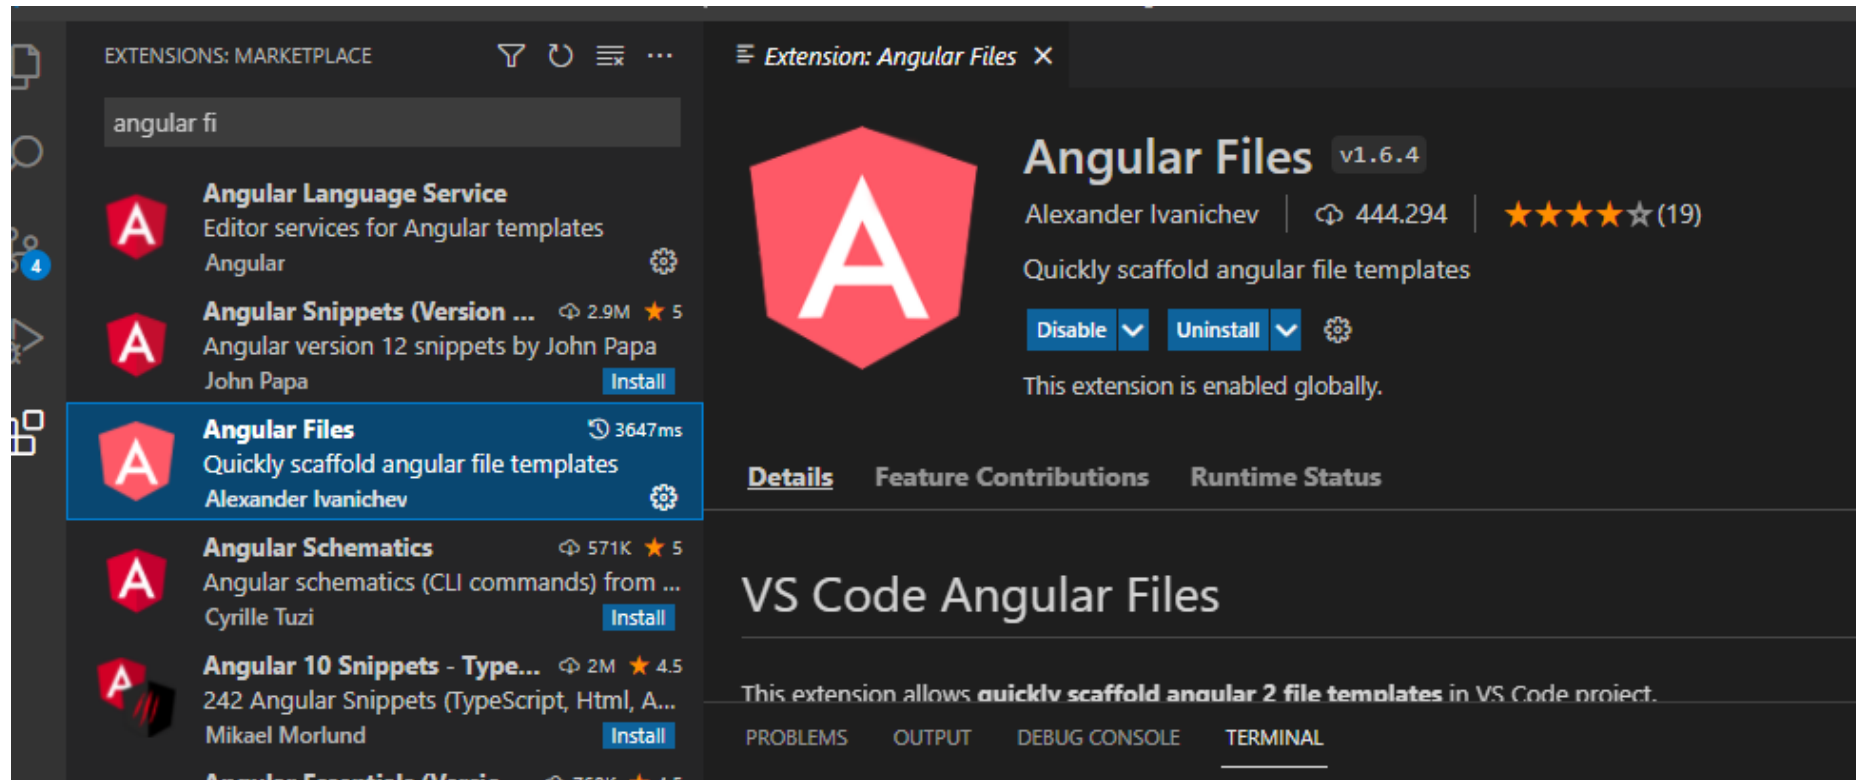 EXTENSIONS: MARKETPLACE
angular fi
4
Angular Language Service
Editor services for Angular templates
Angular
Angular Snippets (Version ... 2.9M ★ 5
Angular version 12 snippets by John Papa
John Papa Install
Angular Files 3647ms
Quickly scaffold angular file templates
Alexander Ivanichev
Angular Schematics 571K ★ 5
Angular schematics (CLI commands) from ...
Cyrille Tuzi Install
Angular 10 Snippets - Type... 2M ★ 4.5
242 Angular Snippets (TypeScript, Html, A...
Mikael Morlund Install
Extension: Angular Files ×
Angular Files v1.6.4
Alexander Ivanichev 444.294 ★★★★☆(19)
Quickly scaffold angular file templates
Disable Uninstall
This extension is enabled globally.
Details Feature Contributions Runtime Status
VS Code Angular Files
This extension allows quickly scaffold angular 2 file templates in VS Code project.
PROBLEMS OUTPUT DEBUG CONSOLE TERMINAL